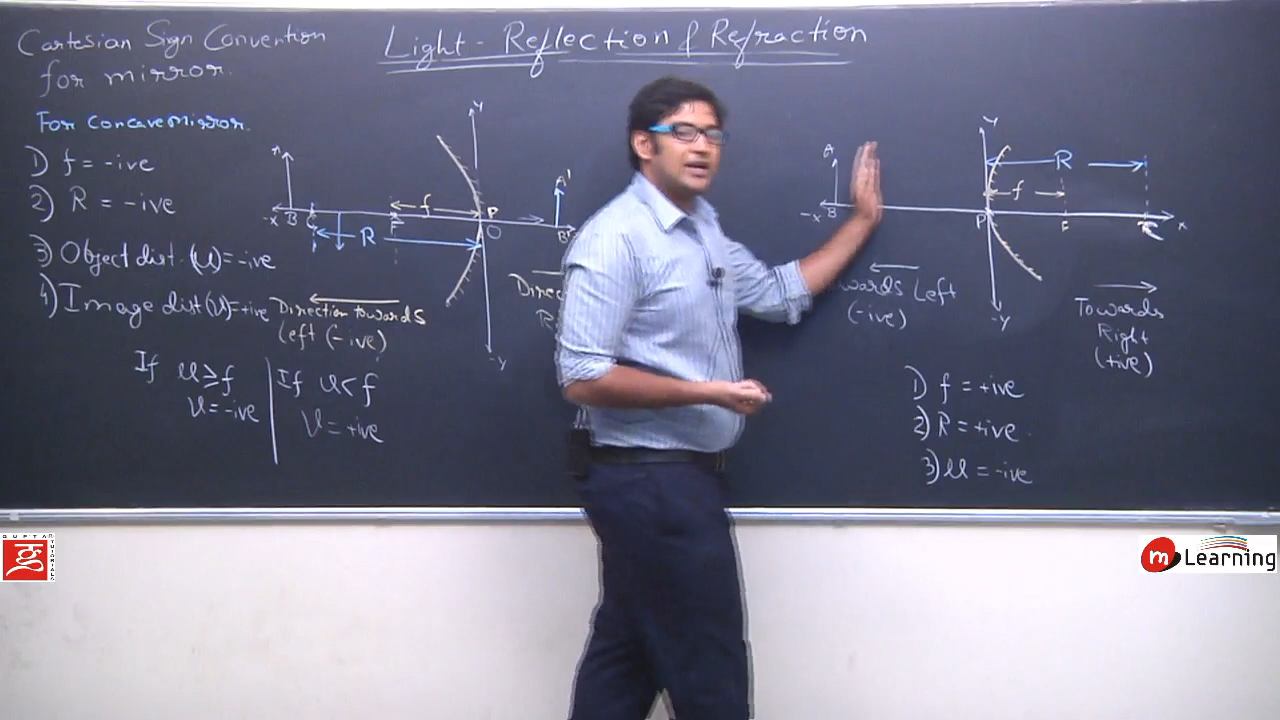 Cartesian Sign Convention
for mirror.
Light - Reflection & Refraction
For Concave Mirror.
1) f = -ive
2) R = -ive
3) Object dist. (u) = -ive
4) Image dist (v) = +ive
If u ≥ f
v = -ive
If u < f
v = +ive
A
-x B C F f P
O
R
Y
-Y
A'
B'
Direction towards
Left (-ive)
Y
A
R
f
-x B P F C x
-Y
Left
(-ive)
Towards
Right
(+ive)
1) f = +ive
2) R = +ive
3) u = -ive
GUPTA
TUTORIALS
m Learning